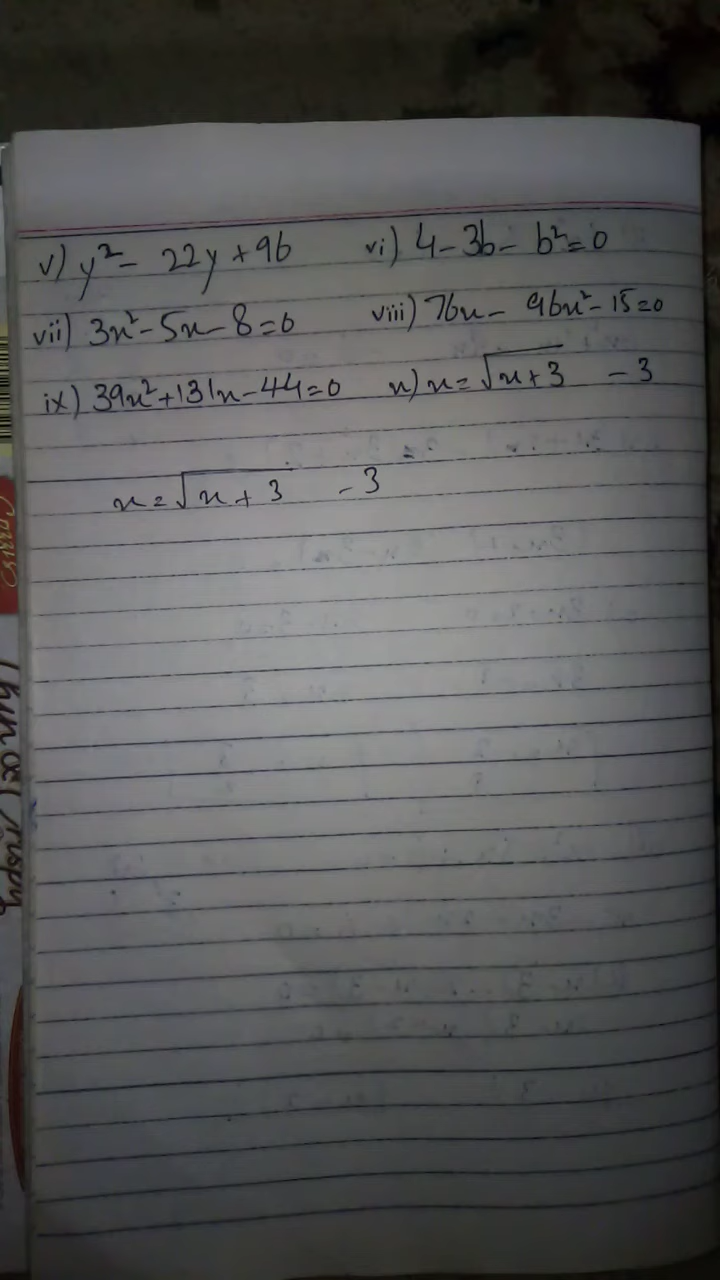 v) y² - 22y + 96 vi) 4 - 3b - b² = 0
vii) 3x² - 5x - 8 = 0 viii) 76x - 96x² - 15 = 0
ix) 39x² + 131x - 44 = 0 x) x = √x + 3 - 3
x = √x + 3 - 3